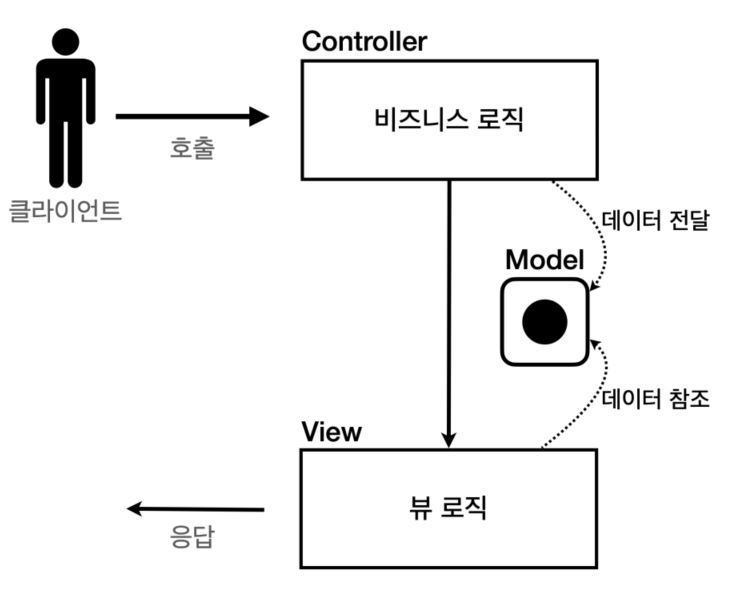 Controller
비즈니스 로직
호출
클라이언트
데이터 전달
Model
데이터 참조
View
뷰 로직
응답